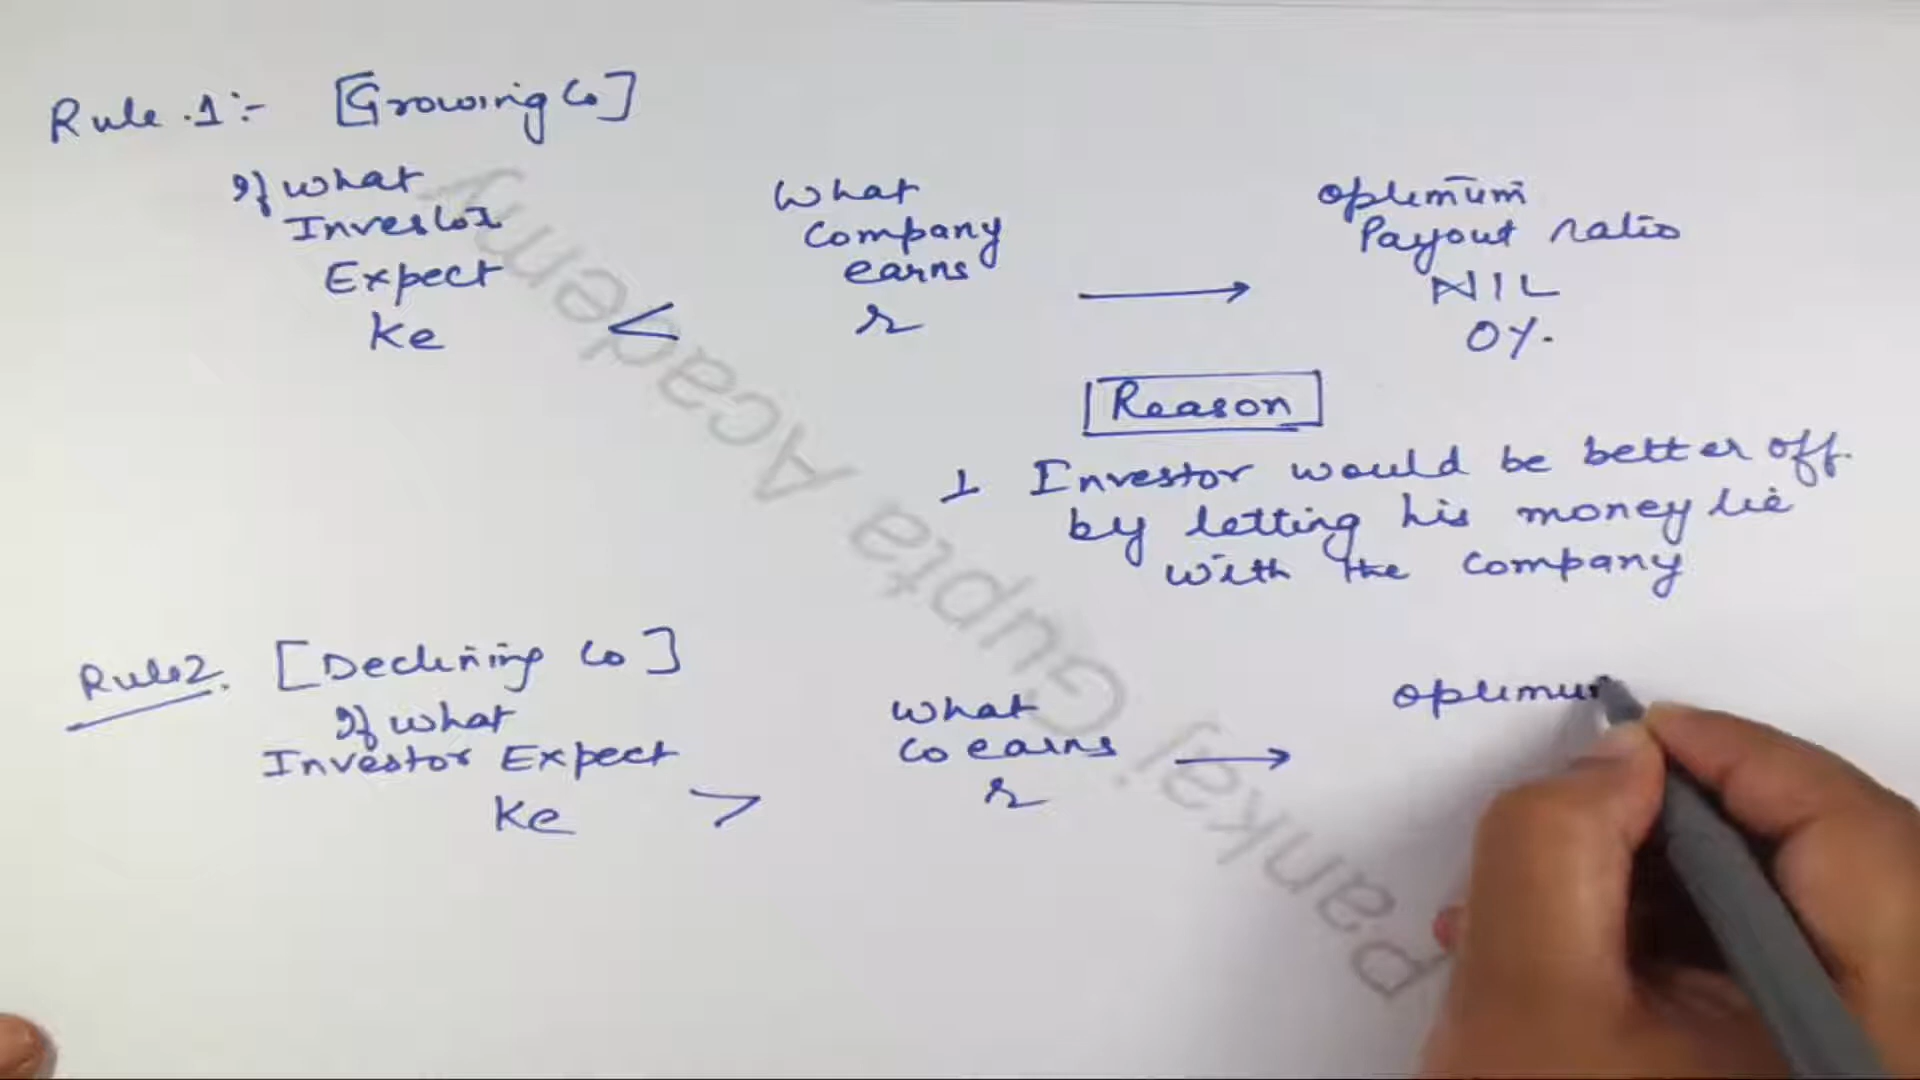 Rule.1:- [Growing Co]
If what
Investor
Expect
Ke
<
What
Company
earns
r
optimum
Payout ratio
NIL
0%.
Reason
1 Investor would be better off.
by letting his money lie
with the company
Rule2. [Declining Co]
If what
Investor Expect
Ke
>
what
Co earns
r
optimum
Pankaj Gupta Academy